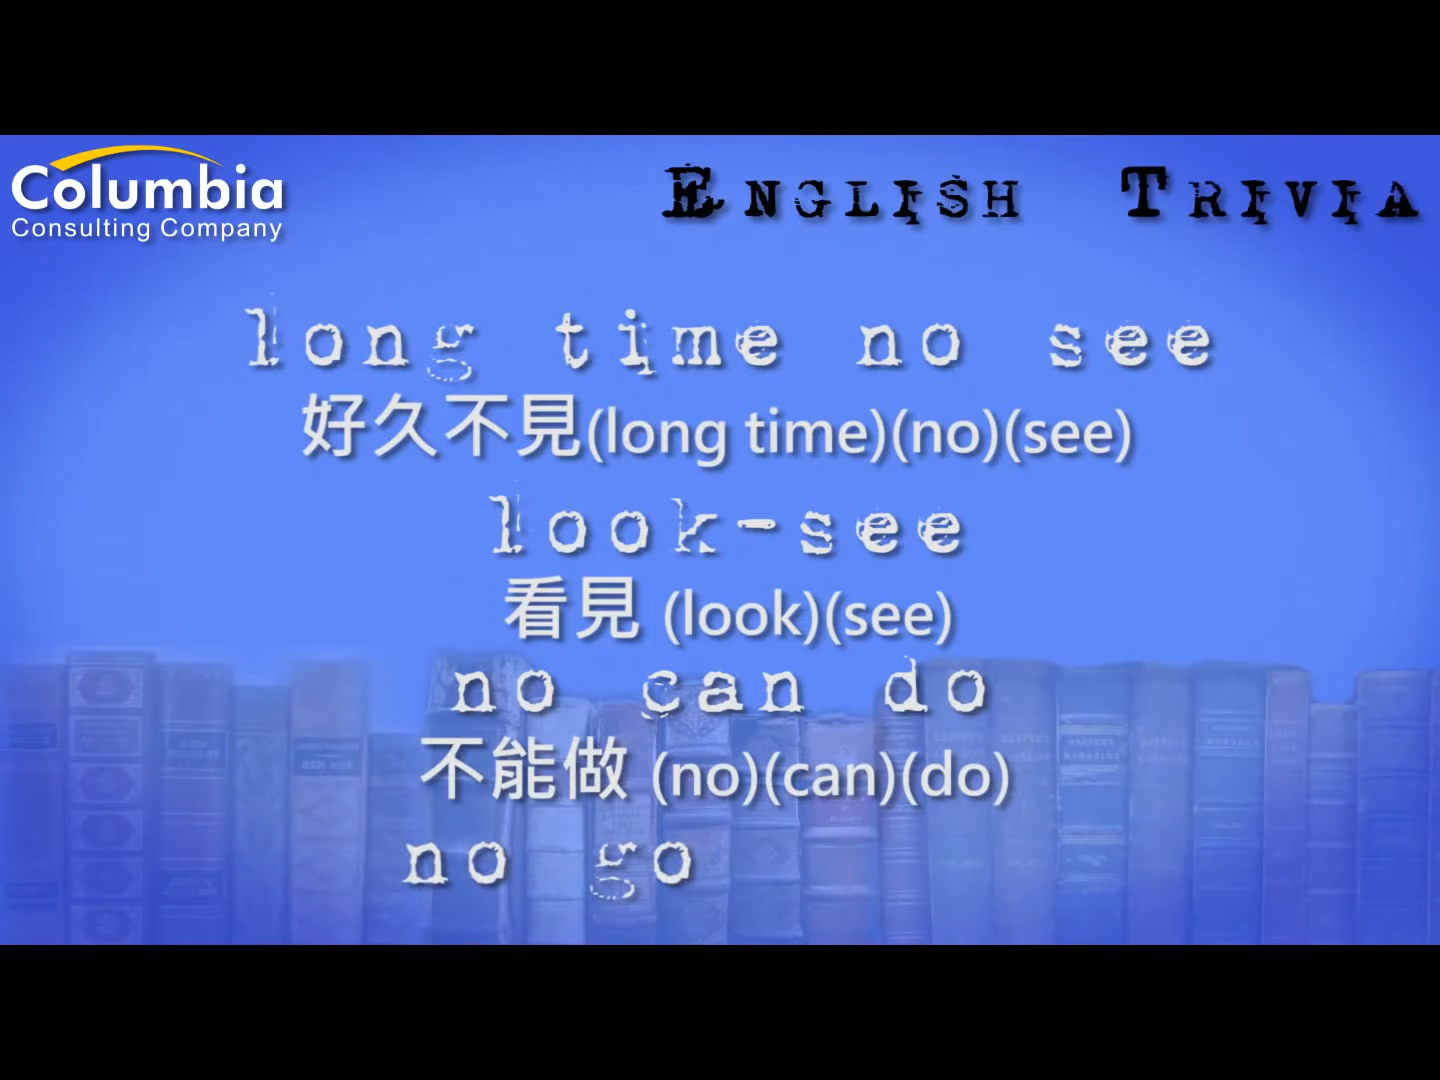 Columbia
Consulting Company
English Trivia
long time no see
好久不見(long time)(no)(see)
look-see
看見 (look)(see)
no can do
不能做 (no)(can)(do)
no go